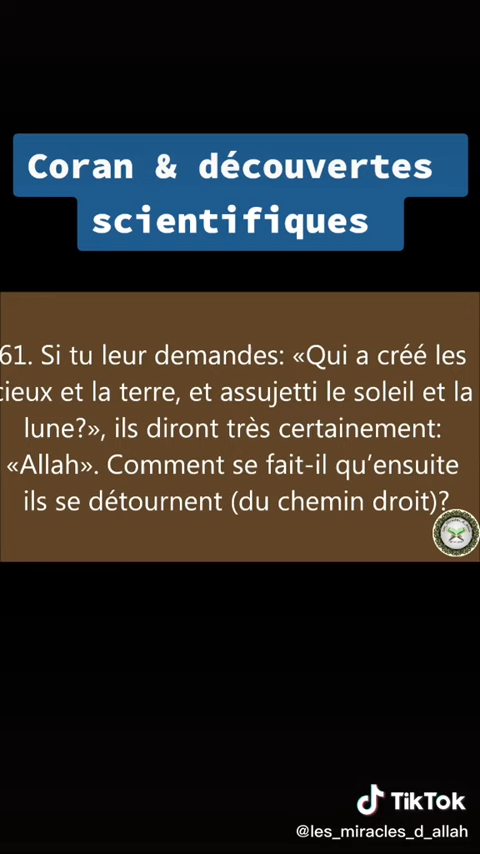 Coran & découvertes
scientifiques
61. Si tu leur demandes: «Qui a créé les
cieux et la terre, et assujetti le soleil et la
lune?», ils diront très certainement:
«Allah». Comment se fait-il qu’ensuite
ils se détournent (du chemin droit)?
TikTok
@les_miracles_d_allah